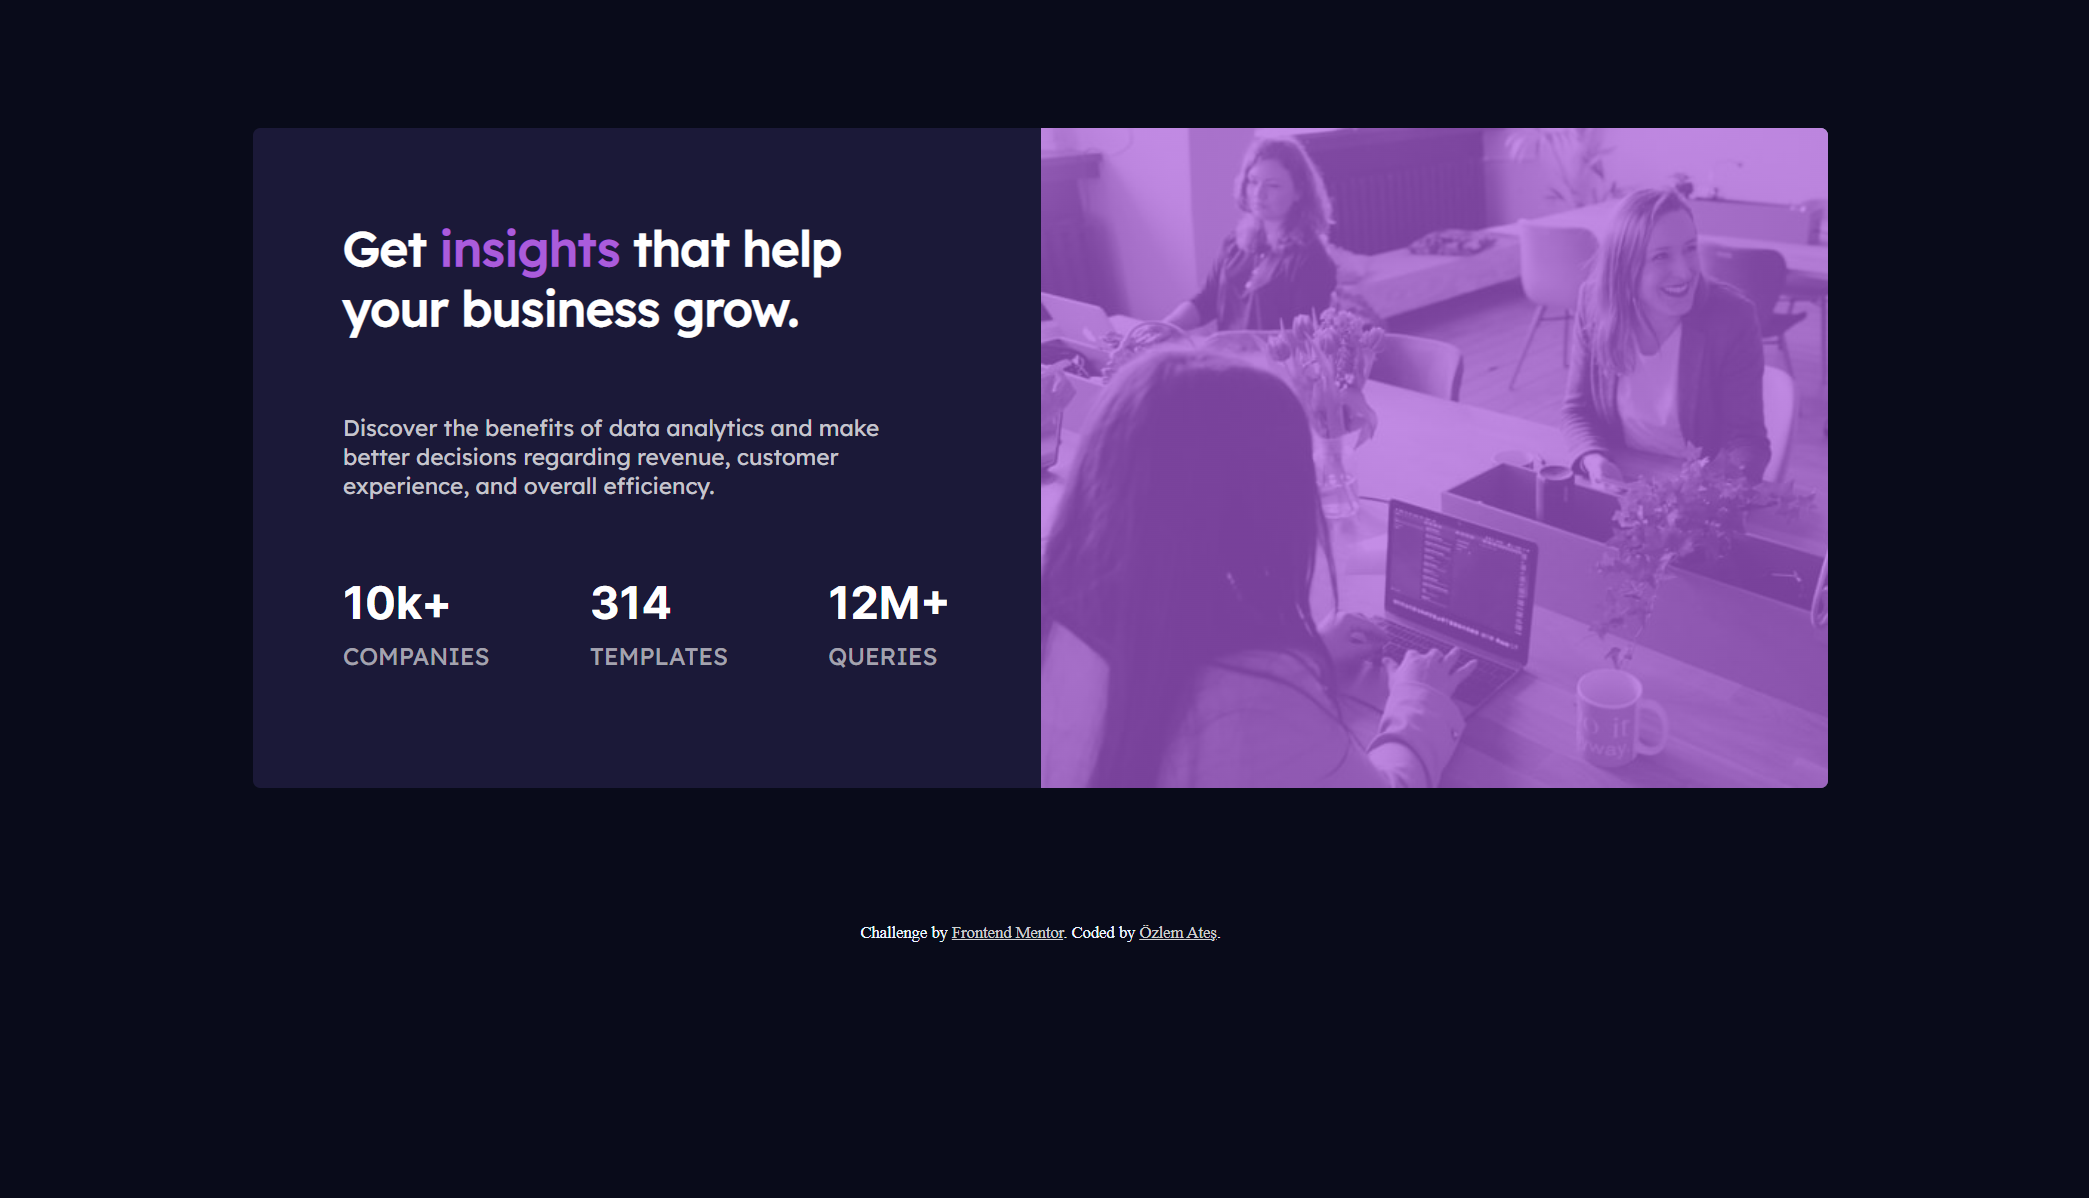 Get insights that help
your business grow.
Discover the benefits of data analytics and make
better decisions regarding revenue, customer
experience, and overall efficiency.
10k+ 314 12M+
COMPANIES TEMPLATES QUERIES
way
Challenge by Frontend Mentor. Coded by Özlem Ateş.